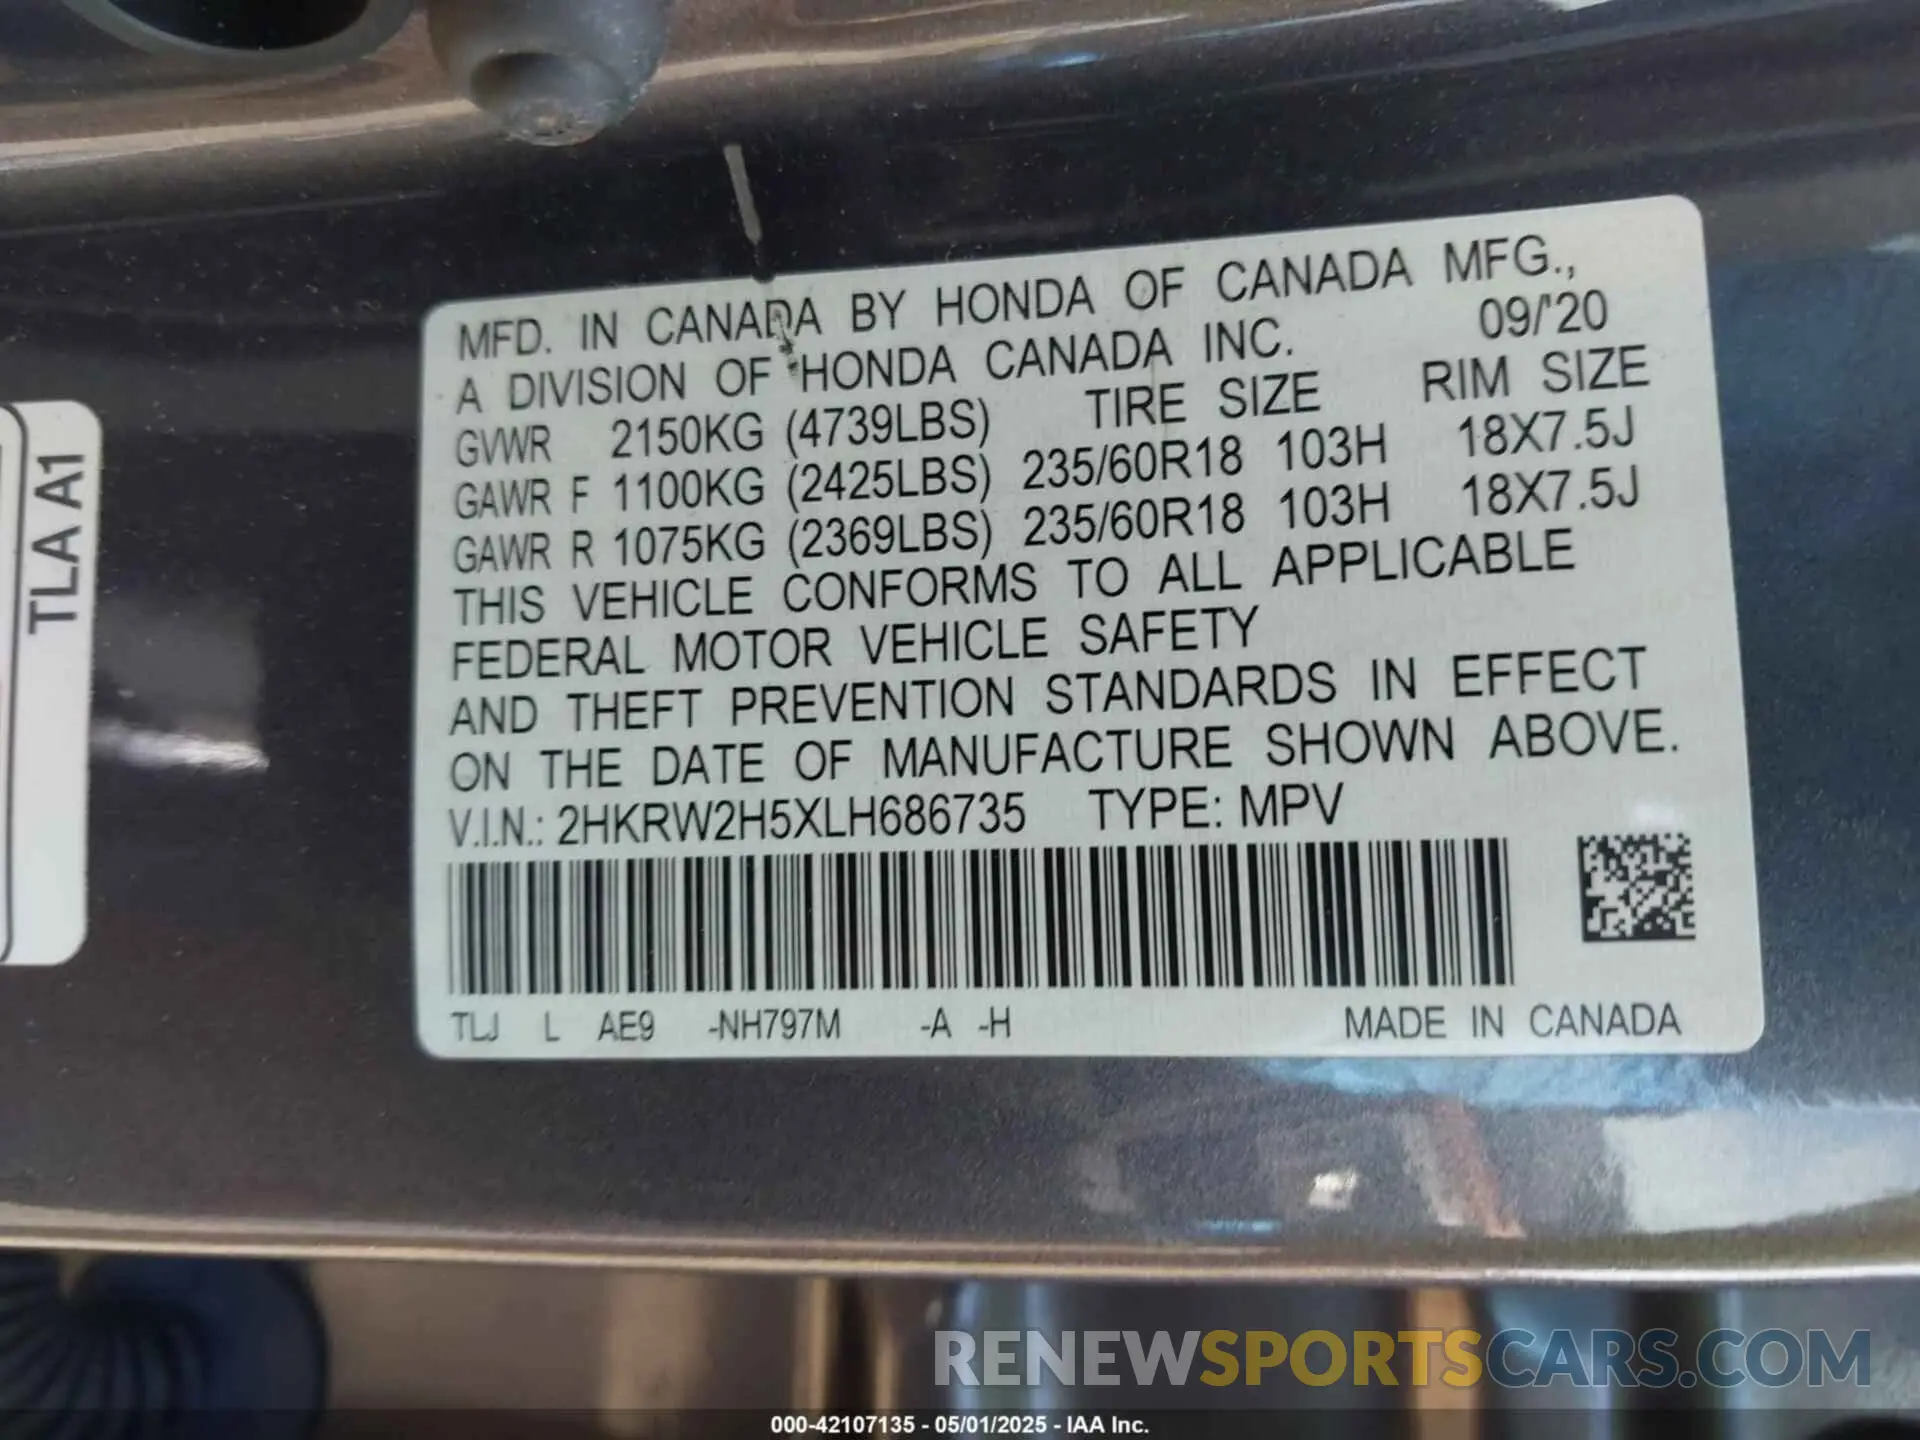 MFD. IN CANADA BY HONDA OF CANADA MFG.,
A DIVISION OF HONDA CANADA INC. 09/'20
GVWR 2150KG (4739LBS) TIRE SIZE RIM SIZE
GAWR F 1100KG (2425LBS) 235/60R18 103H 18X7.5J
GAWR R 1075KG (2369LBS) 235/60R18 103H 18X7.5J
THIS VEHICLE CONFORMS TO ALL APPLICABLE
FEDERAL MOTOR VEHICLE SAFETY
AND THEFT PREVENTION STANDARDS IN EFFECT
ON THE DATE OF MANUFACTURE SHOWN ABOVE.
V.I.N.: 2HKRW2H5XLH686735 TYPE: MPV
TLJ L AE9 -NH797M -A -H MADE IN CANADA
TLA A1
RENEWSPORTSCARS.COM
000-42107135 - 05/01/2025 - IAA Inc.